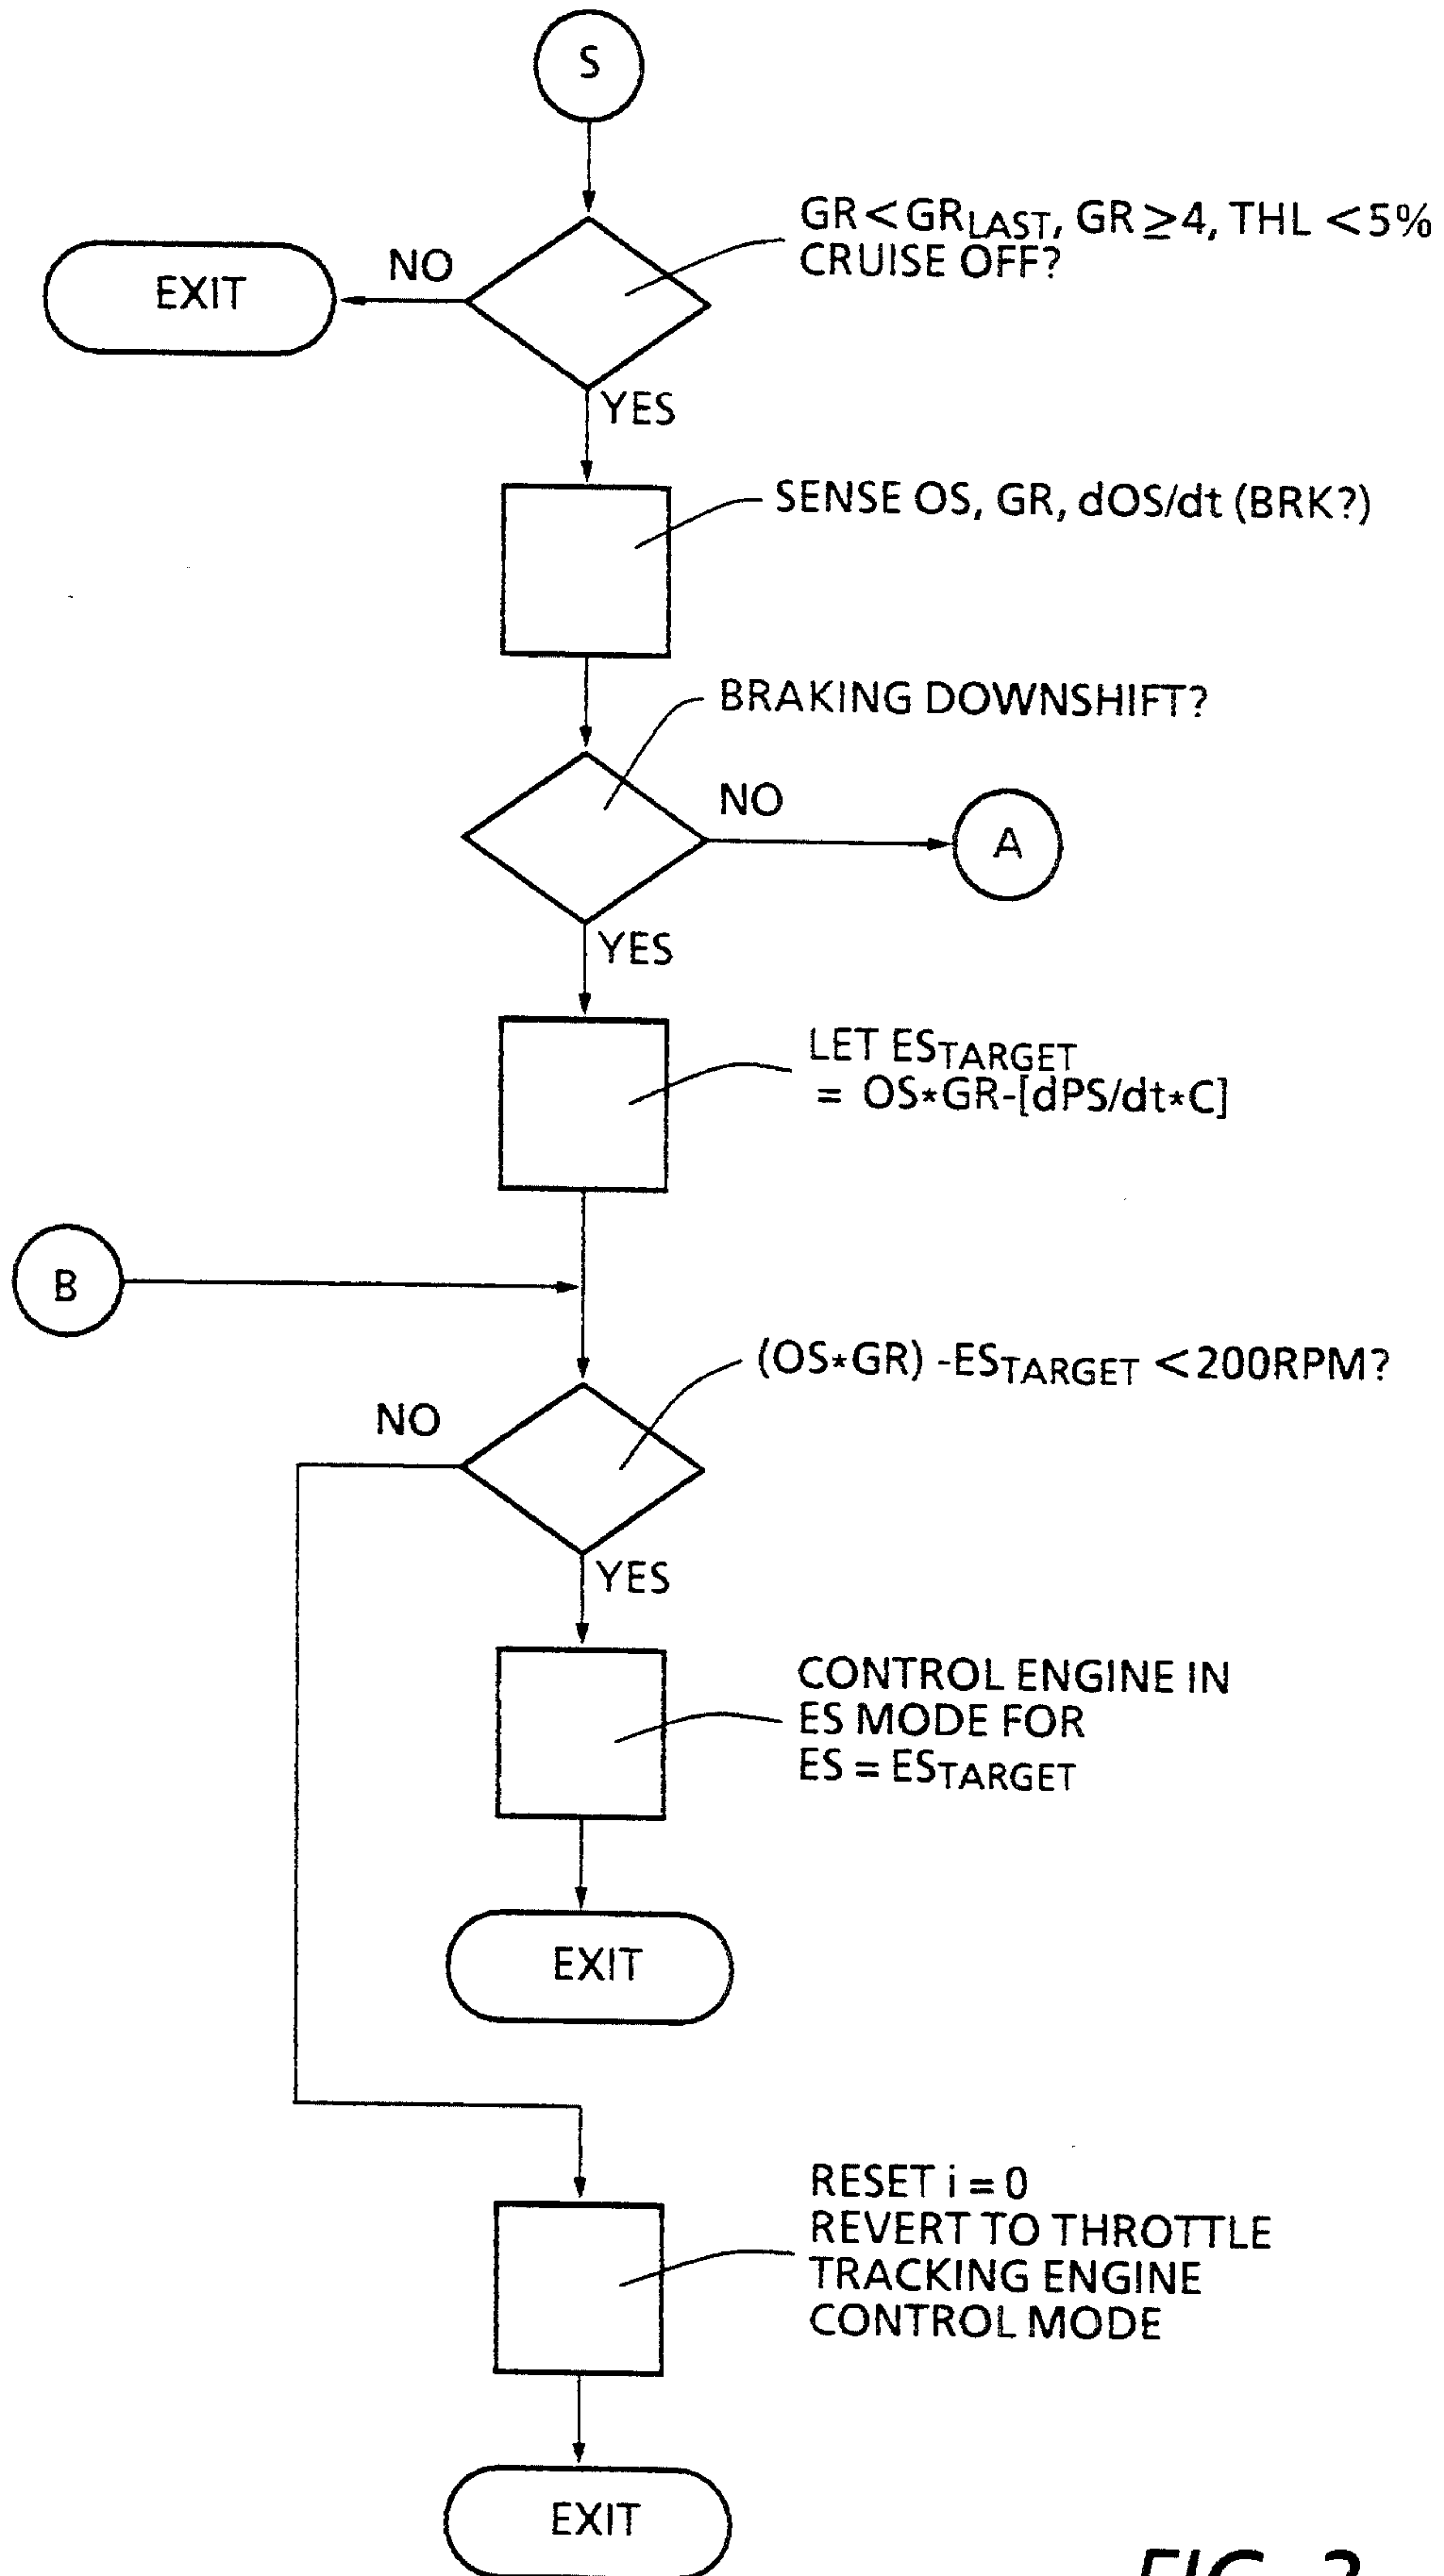 S
GR<GRLAST, GR≥4, THL <5%
CRUISE OFF?
NO
EXIT
YES
SENSE OS, GR, dOS/dt (BRK?)
BRAKING DOWNSHIFT?
NO
A
YES
LET ESTARGET
= OS*GR-[dPS/dt*C]
B
(OS*GR) -ESTARGET <200RPM?
NO
YES
CONTROL ENGINE IN
ES MODE FOR
ES = ESTARGET
EXIT
RESET i = 0
REVERT TO THROTTLE
TRACKING ENGINE
CONTROL MODE
EXIT